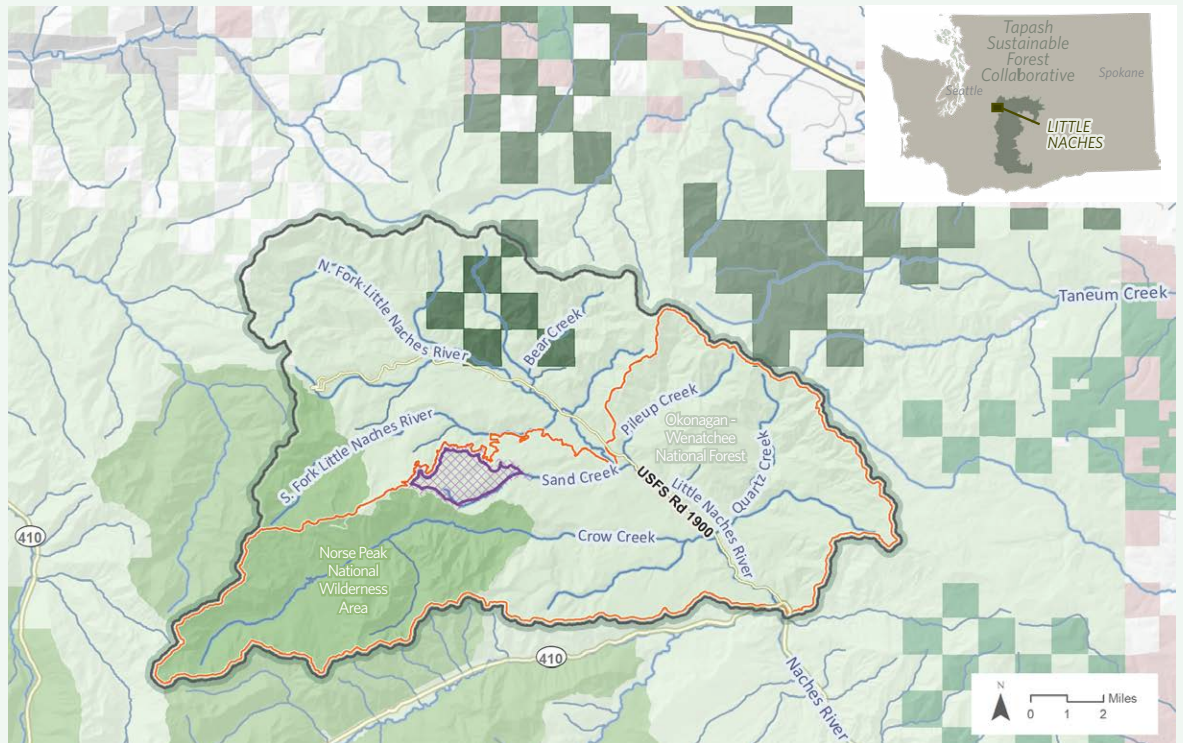 Tapash
Sustainable
Forest
Collaborative
Seattle
Spokane
LITTLE
NACHES
N. Fork Little Naches River
Bear Creek
Taneum Creek
Pileup Creek
Okonagan -
Wenatchee
National Forest
S. Fork Little Naches River
Sand Creek
Quartz Creek
USFS Rd 1900
Little Naches River
Crow Creek
410
Norse Peak
National
Wilderness
Area
410
Naches River
N
Miles
0 1 2